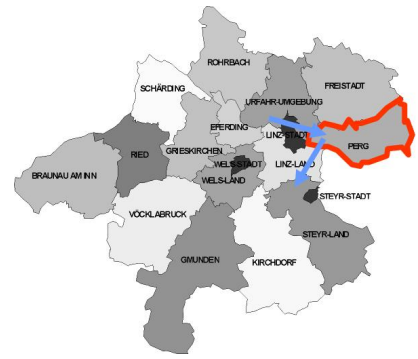 ROHRBACH
FREISTADT
SCHÄRDING
URFAHR-UMGEBUNG
EFERDING
LINZ-STADT
PERG
GRIESKIRCHEN
RIED
WELS-STADT
LINZ-LAND
BRAUNAU AM INN
WELS-LAND
STEYR-STADT
VÖCKLABRUCK
STEYR-LAND
GMUNDEN
KIRCHDORF